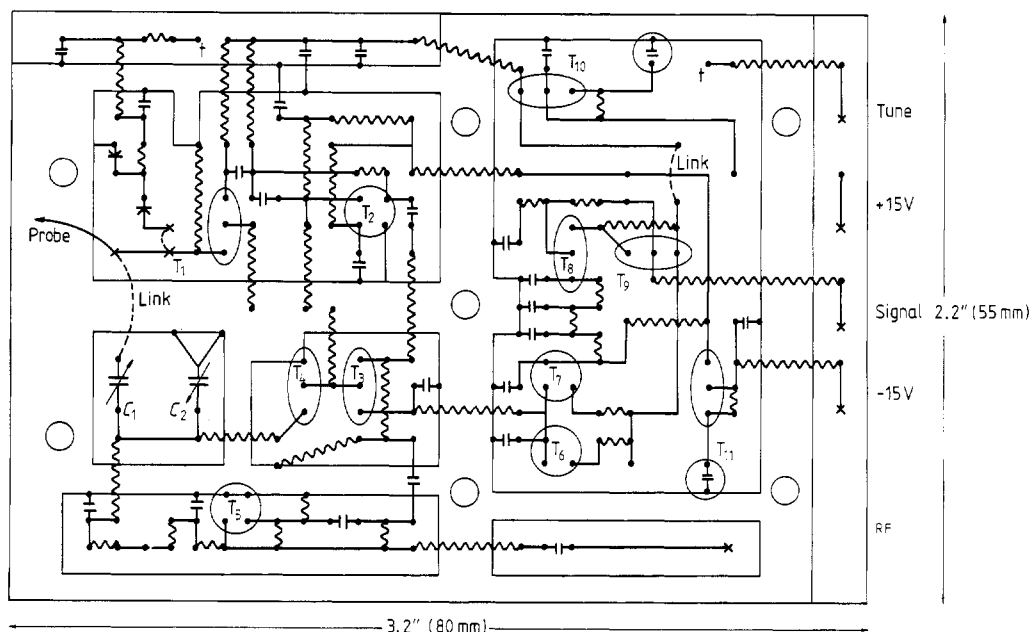 t
T10
t
Tune
Link
+15V
T2
Probe
T1
T8
T9
Link
Signal
2.2" (55mm)
T4
T3
T7
-15V
C1
C2
T6
T11
T5
RF
3.2" (80mm)